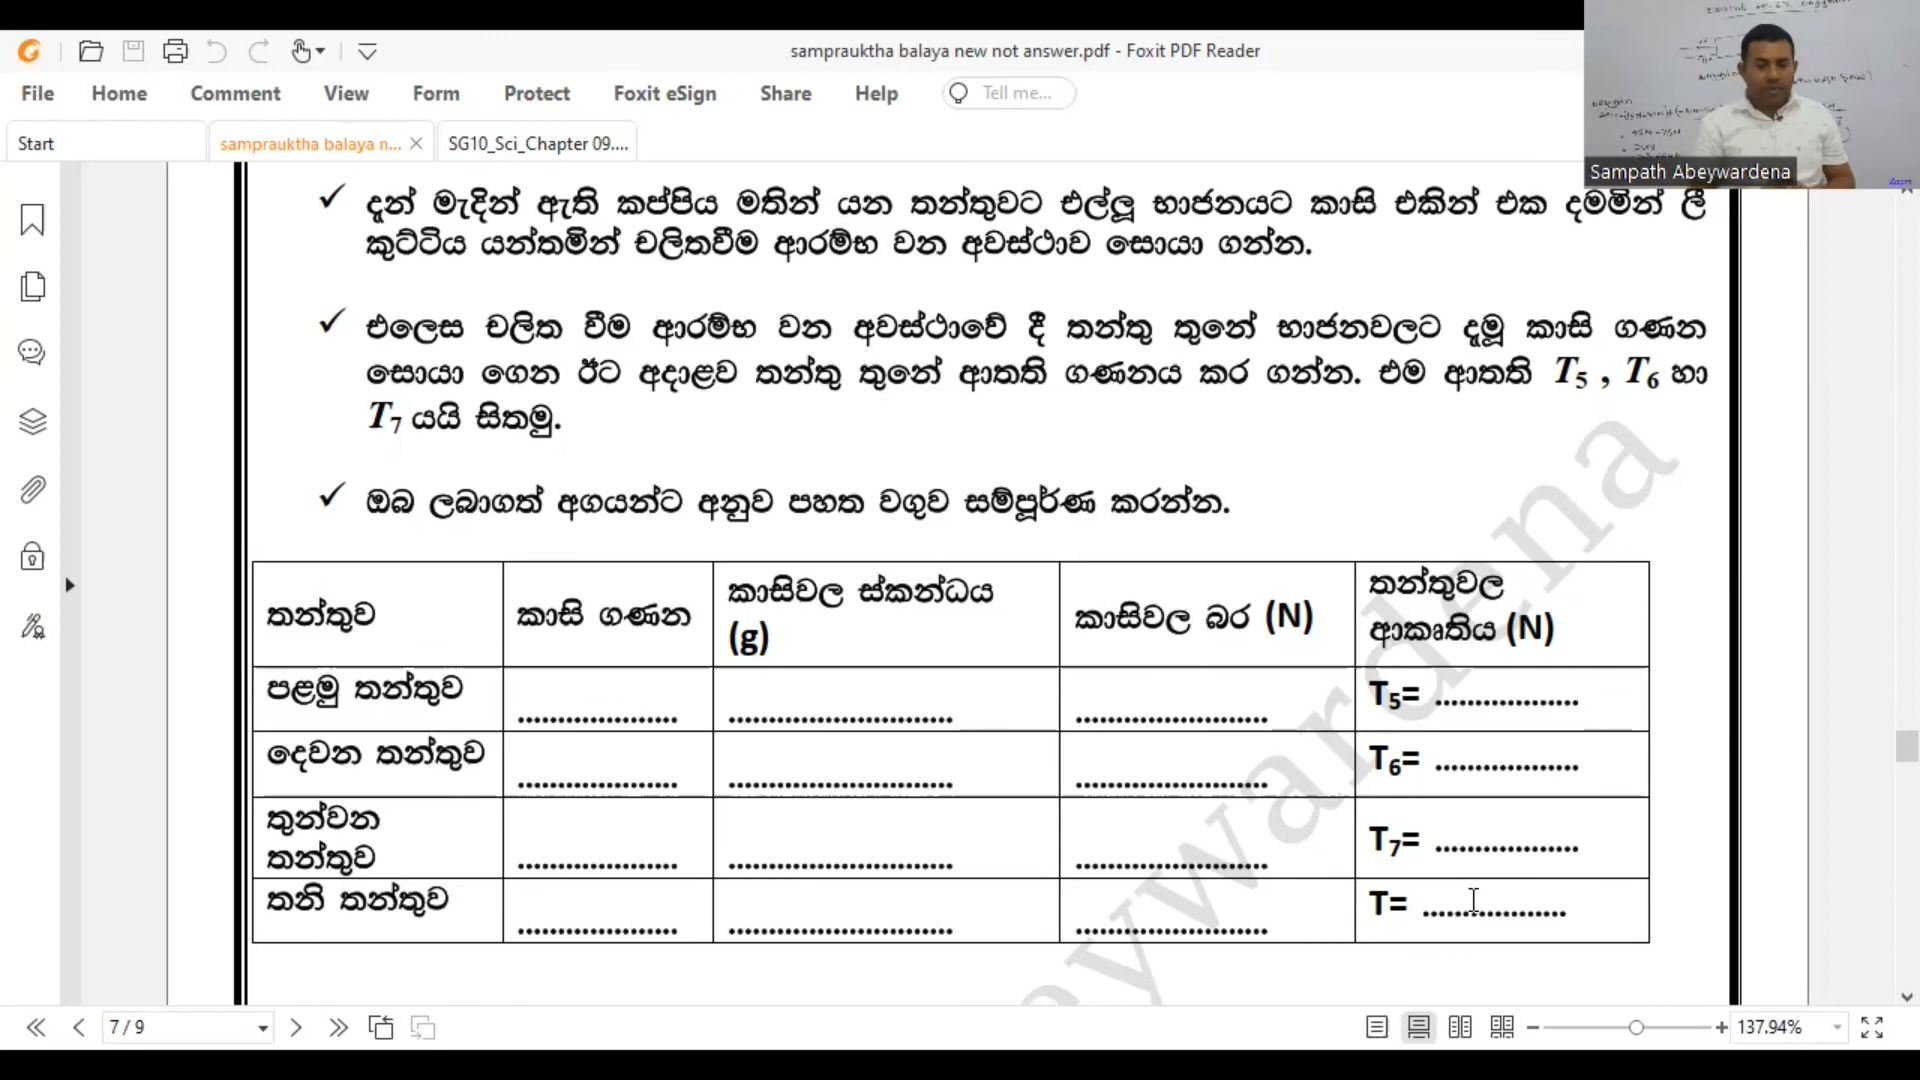 samprauktha balaya new not answer.pdf - Foxit PDF Reader
File Home Comment View Form Protect Foxit eSign Share Help Tell me...
Start samprauktha balaya n... SG10_Sci_Chapter 09....
Sampath Abeywardena
✓ දැන් මැදින් ඇති කප්පිය මතින් යන තන්තුවට එල්ලූ භාජනයට කාසි එකින් එක දමමින් ලී
කුට්ටිය යන්තමින් චලිතවීම ආරම්භ වන අවස්ථාව සොයා ගන්න.
✓ එලෙස චලිත වීම ආරම්භ වන අවස්ථාවේ දී තන්තු තුනේ භාජනවලට දැමූ කාසි ගණන
සොයා ගෙන ඊට අදාළව තන්තු තුනේ ආතති ගණනය කර ගන්න. එම ආතති T5 , T6 හා
T7 යයි සිතමු.
✓ ඔබ ලබාගත් අගයන්ට අනුව පහත වගුව සම්පූර්ණ කරන්න.
තන්තුව කාසි ගණන කාසිවල ස්කන්ධය (g) කාසිවල බර (N) තන්තුවල ආකෘතිය (N)
පළමු තන්තුව .................... ............................ ........................ T5= ..................
දෙවන තන්තුව .................... ............................ ........................ T6= ..................
තුන්වන තන්තුව .................... ............................ ........................ T7= ..................
තනි තන්තුව .................... ............................ ........................ T= ..................
aywardena
7 / 9 137.94%